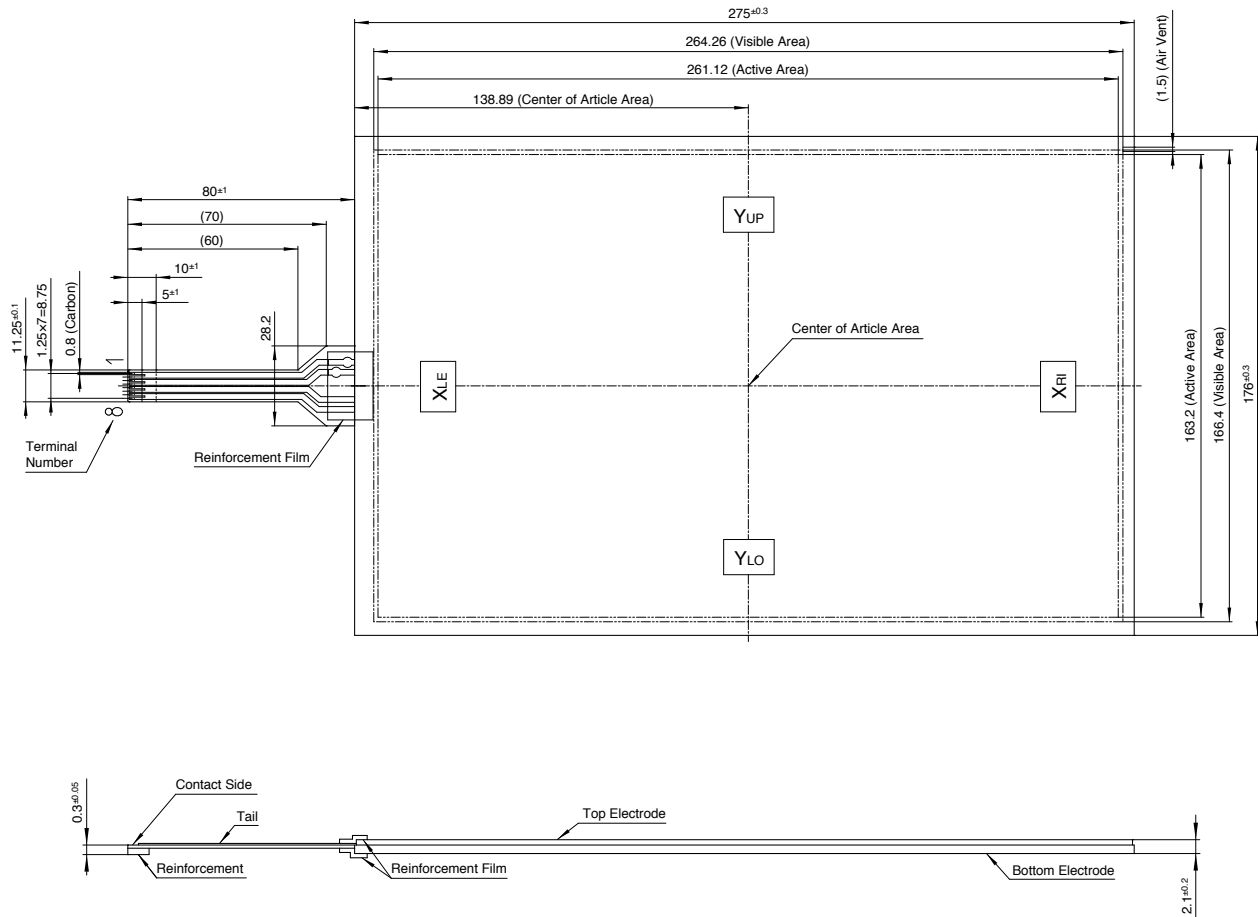 275±0.3
264.26 (Visible Area)
261.12 (Active Area)
138.89 (Center of Article Area)
(1.5) (Air Vent)
80±1
(70)
(60)
10±1
5±1
11.25±0.1
1.25×7=8.75
0.8 (Carbon)
28.2
1
8
Terminal
Number
Reinforcement Film
YUP
XLE
Center of Article Area
XRI
YLO
163.2 (Active Area)
166.4 (Visible Area)
176±0.3
0.3±0.05
Contact Side
Tail
Reinforcement
Reinforcement Film
Top Electrode
Bottom Electrode
2.1±0.2